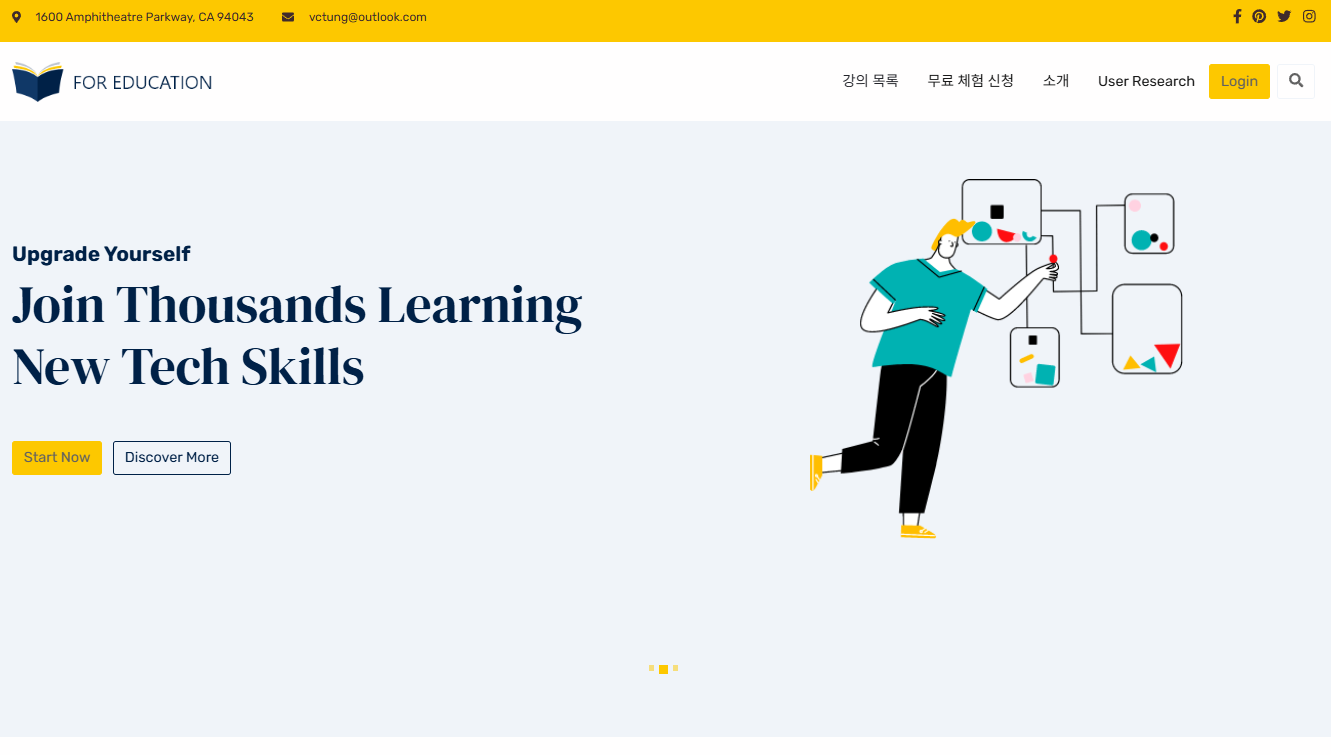 1600 Amphitheatre Parkway, CA 94043 vctung@outlook.com
FOR EDUCATION
강의 목록 무료 체험 신청 소개 User Research Login
Upgrade Yourself
Join Thousands Learning
New Tech Skills
Start Now Discover More